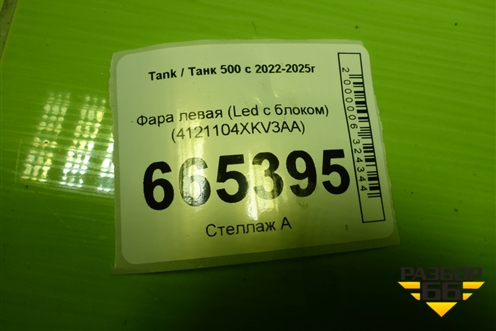 Tank / Танк 500 с 2022-2025г
Фара левая (Led с блоком)
(4121104XKV3AA)
665395
Стеллаж А
2000006324344
РАЗБОР
66